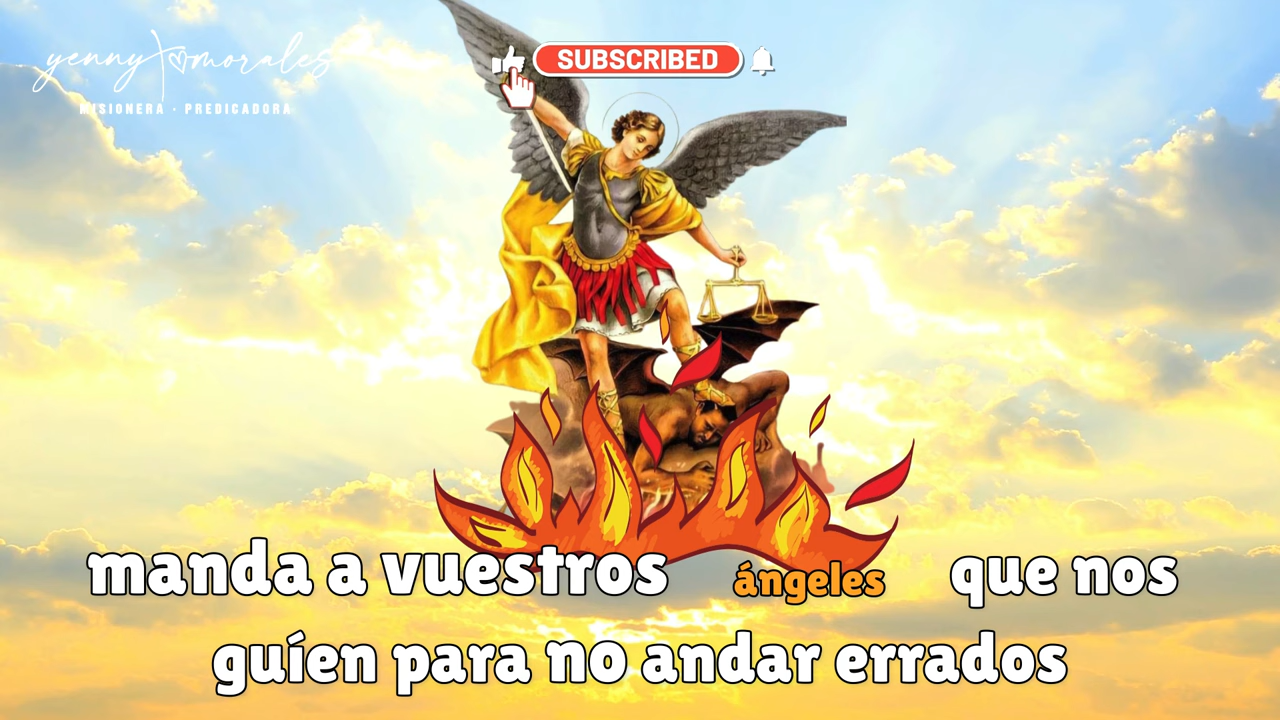 yenny morales
MISIONERA · PREDICADORA
SUBSCRIBED
manda a vuestros ángeles que nos
guíen para no andar errados